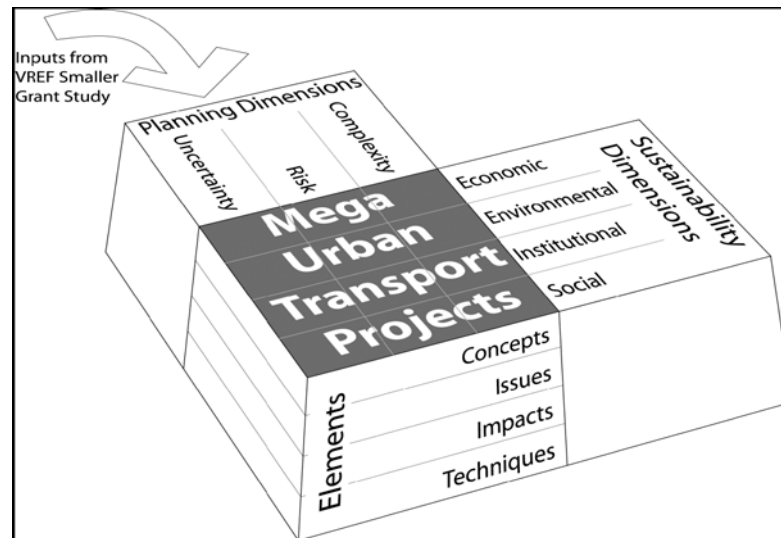 Inputs from
VREF Smaller
Grant Study
Planning Dimensions
Uncertainty
Risk
Complexity
Mega
Urban
Transport
Projects
Economic
Environmental
Institutional
Social
Sustainability
Dimensions
Elements
Concepts
Issues
Impacts
Techniques